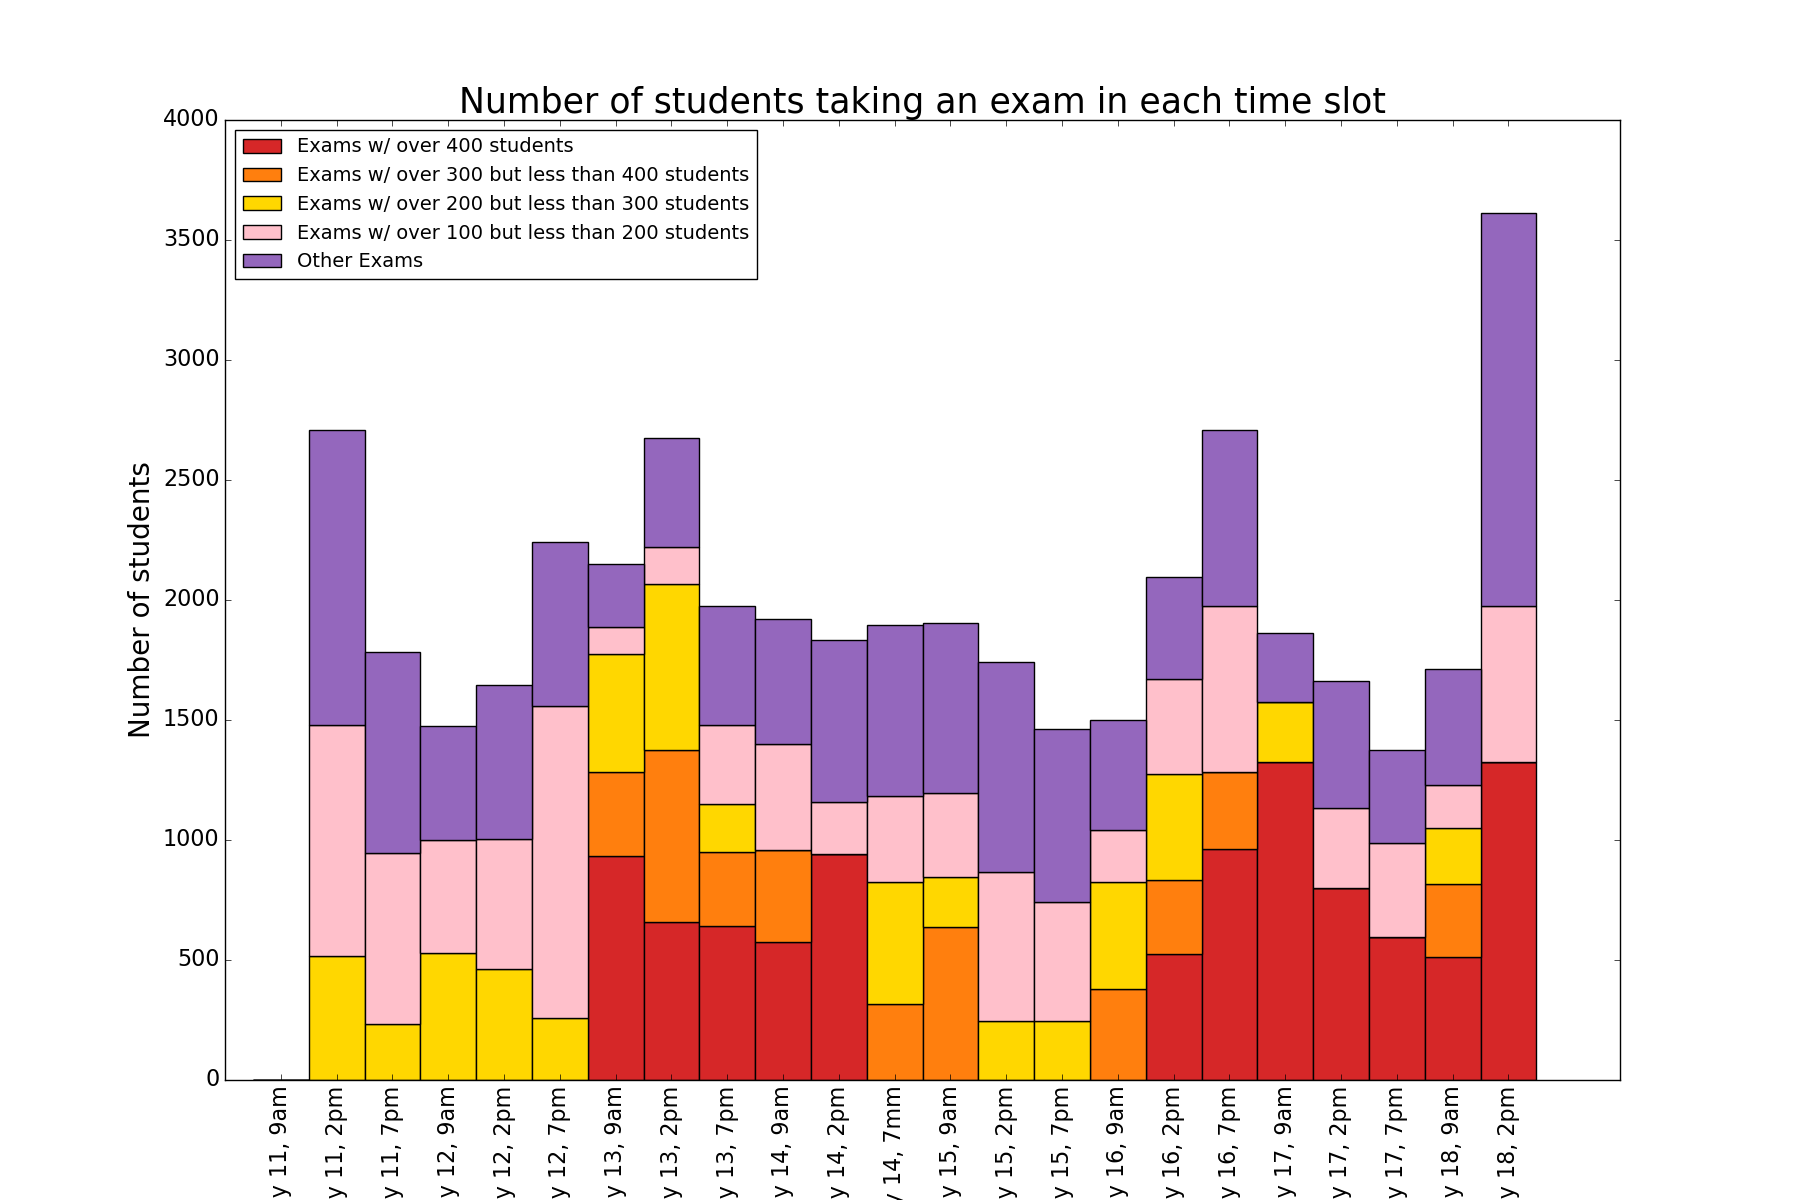 Number of students taking an exam in each time slot
Exams w/ over 400 students
Exams w/ over 300 but less than 400 students
Exams w/ over 200 but less than 300 students
Exams w/ over 100 but less than 200 students
Other Exams
Number of students
4000
3500
3000
2500
2000
1500
1000
500
0
y 11, 9am
y 11, 2pm
y 11, 7pm
y 12, 9am
y 12, 2pm
y 12, 7pm
y 13, 9am
y 13, 2pm
y 13, 7pm
y 14, 9am
y 14, 2pm
y 14, 7mm
y 15, 9am
y 15, 2pm
y 15, 7pm
y 16, 9am
y 16, 2pm
y 16, 7pm
y 17, 9am
y 17, 2pm
y 17, 7pm
y 18, 9am
y 18, 2pm